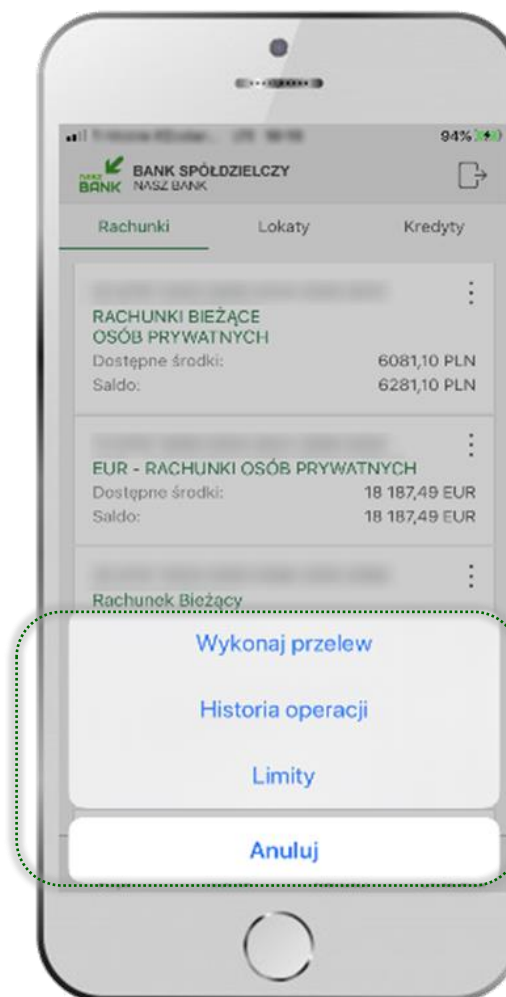 94%
nasz BANK
BANK SPÓŁDZIELCZY
NASZ BANK
Rachunki Lokaty Kredyty
RACHUNKI BIEŻĄCE
OSÓB PRYWATNYCH
Dostępne środki: 6081,10 PLN
Saldo: 6281,10 PLN
EUR - RACHUNKI OSÓB PRYWATNYCH
Dostępne środki: 18 187,49 EUR
Saldo: 18 187,49 EUR
Rachunek Bieżący
Wykonaj przelew
Historia operacji
Limity
Anuluj